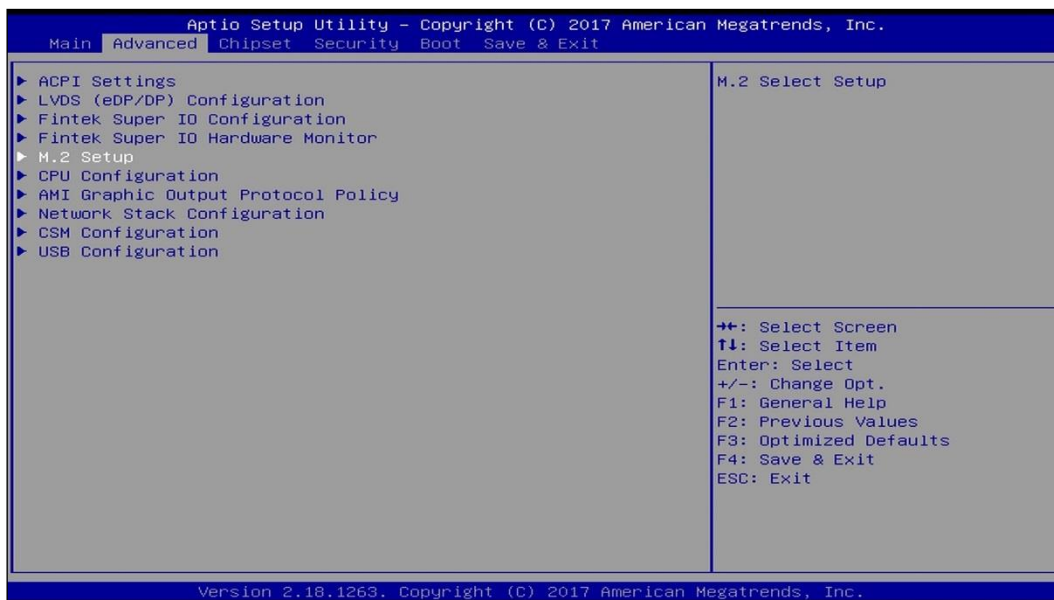 Aptio Setup Utility – Copyright (C) 2017 American Megatrends, Inc.
Main Advanced Chipset Security Boot Save & Exit
▶ ACPI Settings
▶ LVDS (eDP/DP) Configuration
▶ Fintek Super IO Configuration
▶ Fintek Super IO Hardware Monitor
▶ M.2 Setup
▶ CPU Configuration
▶ AMI Graphic Output Protocol Policy
▶ Network Stack Configuration
▶ CSM Configuration
▶ USB Configuration
M.2 Select Setup
→←: Select Screen
↑↓: Select Item
Enter: Select
+/-: Change Opt.
F1: General Help
F2: Previous Values
F3: Optimized Defaults
F4: Save & Exit
ESC: Exit
Version 2.18.1263. Copyright (C) 2017 American Megatrends, Inc.